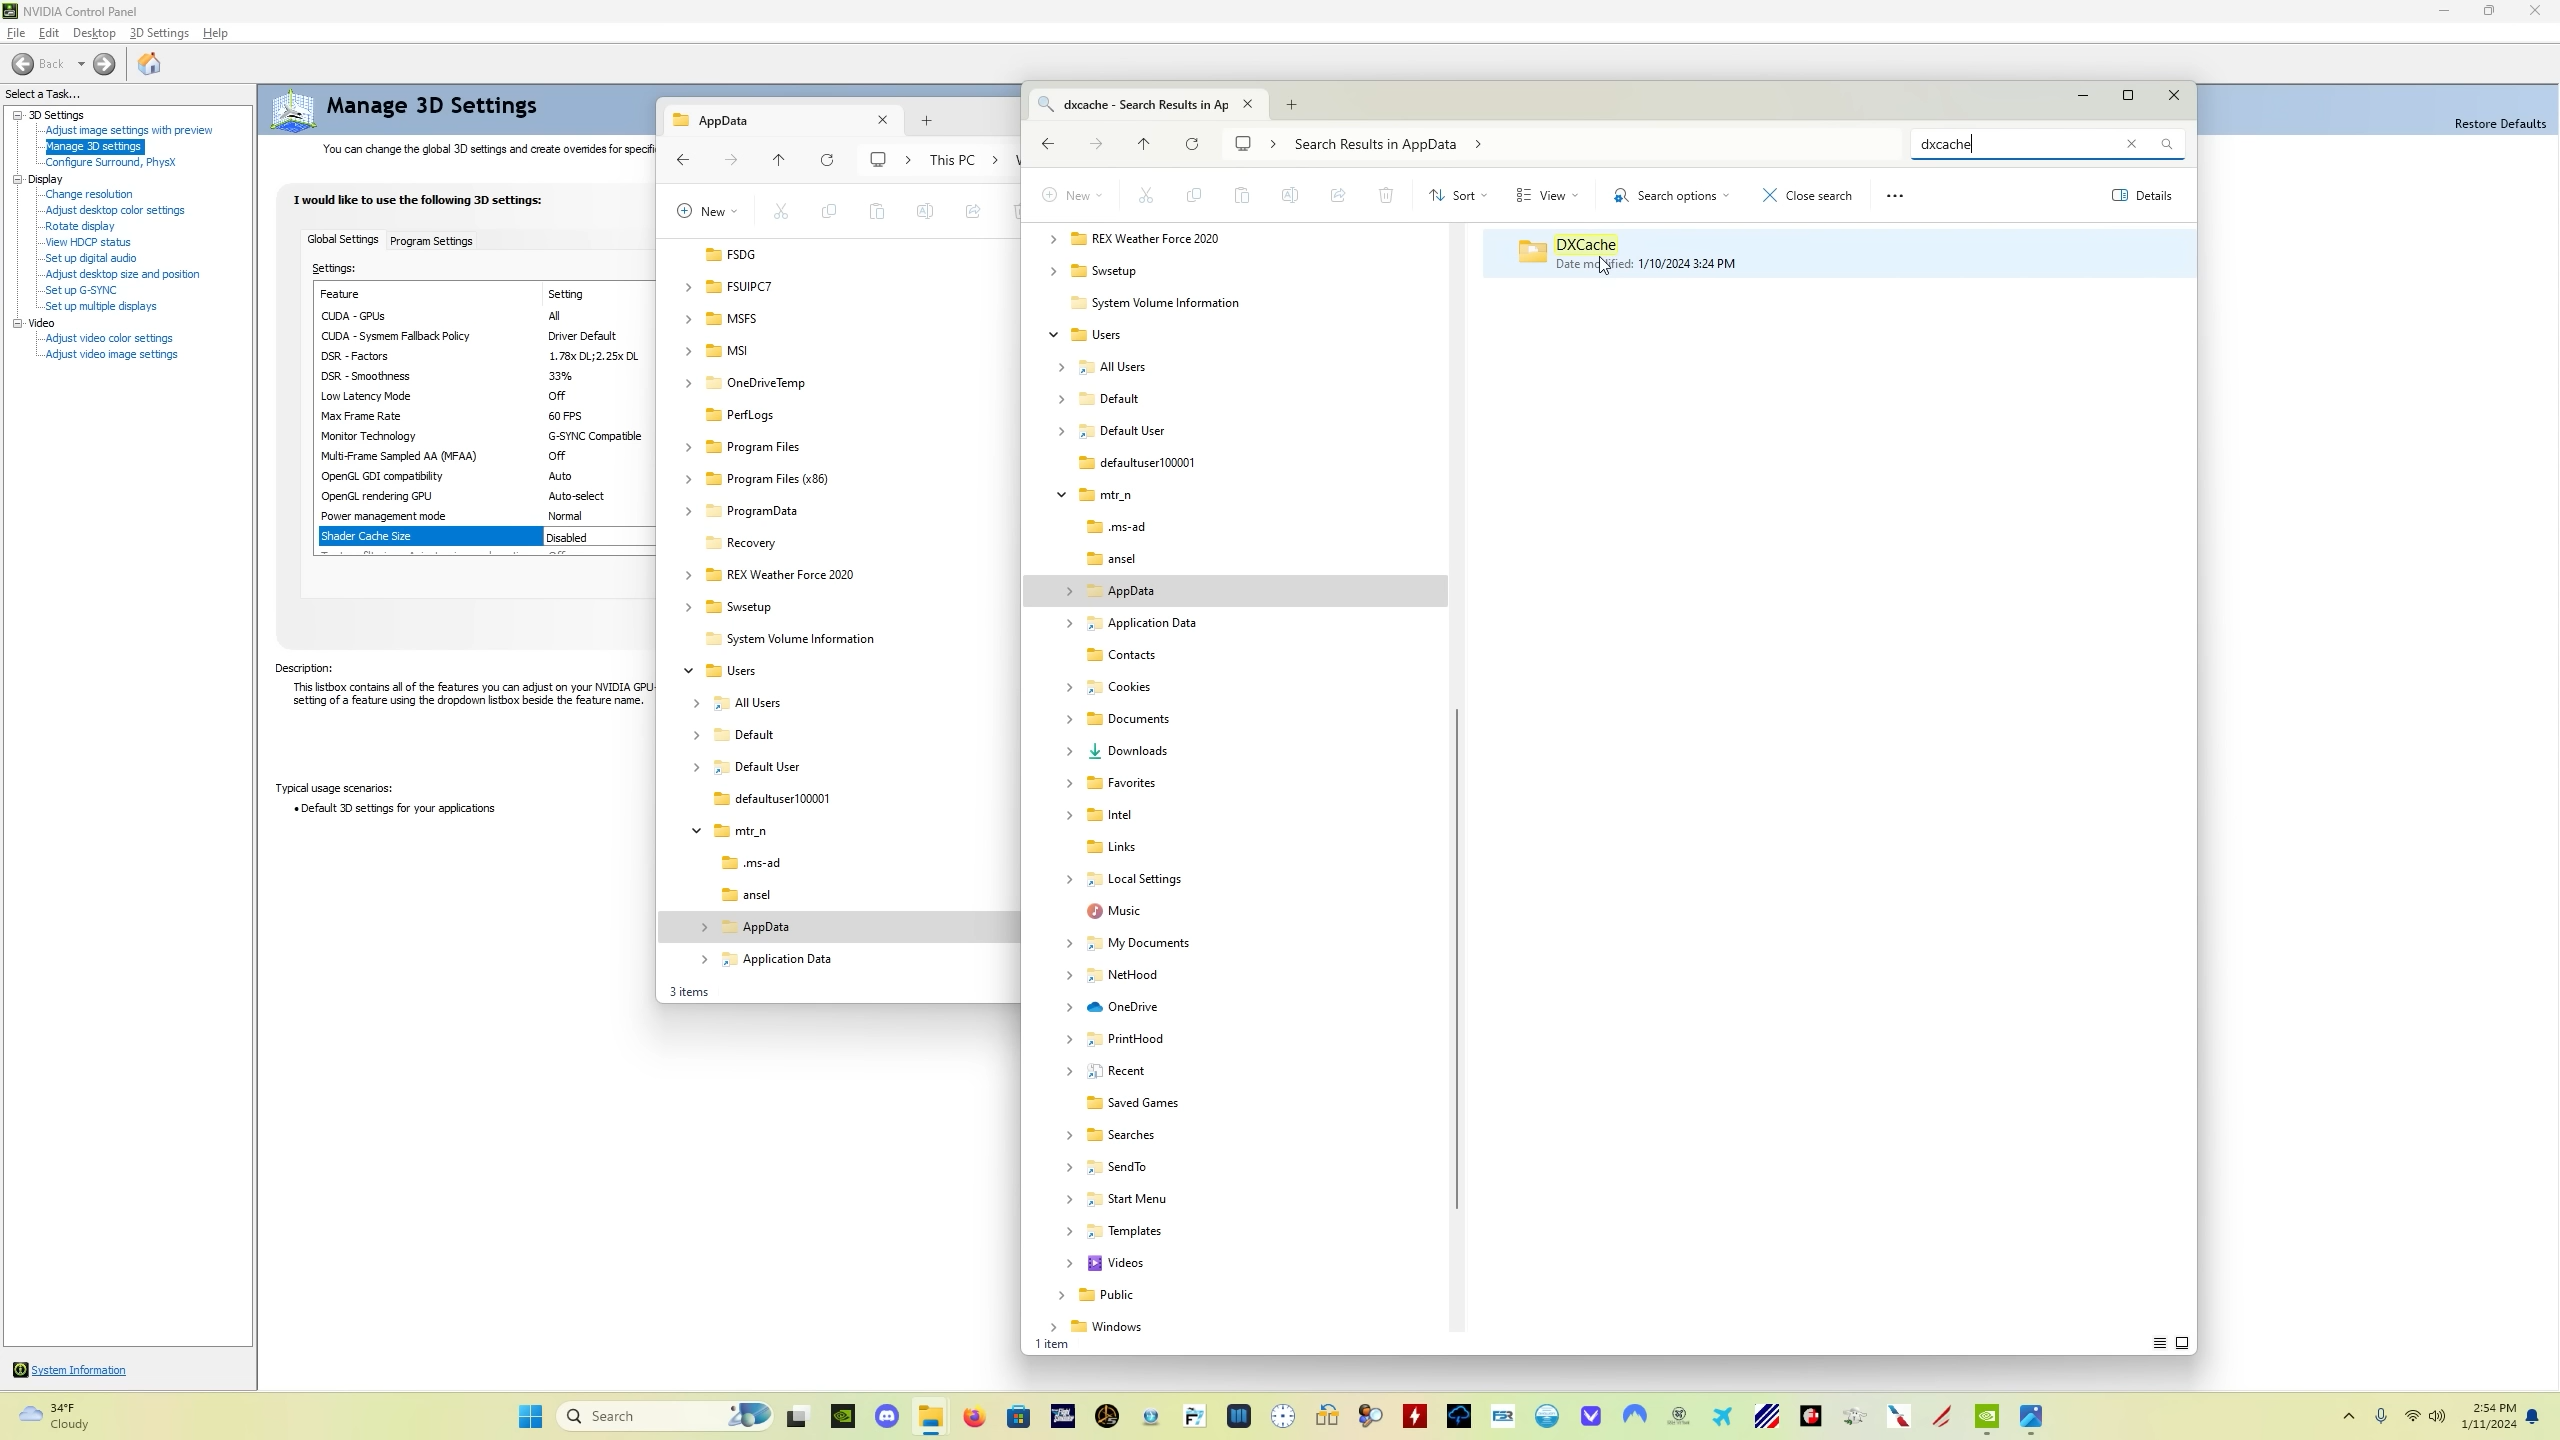 NVIDIA Control Panel
File Edit Desktop 3D Settings Help
Back
Select a Task...
3D Settings
Adjust image settings with preview
Manage 3D settings
Configure Surround, PhysX
Display
Change resolution
Adjust desktop color settings
Rotate display
View HDCP status
Set up digital audio
Adjust desktop size and position
Set up G-SYNC
Set up multiple displays
Video
Adjust video color settings
Adjust video image settings
System Information
Manage 3D Settings
Restore Defaults
You can change the global 3D settings and create overrides for specifi
I would like to use the following 3D settings:
Global Settings Program Settings
Settings:
Feature Setting
CUDA - GPUs All
CUDA - Sysmem Fallback Policy Driver Default
DSR - Factors 1.78x DL;2.25x DL
DSR - Smoothness 33%
Low Latency Mode Off
Max Frame Rate 60 FPS
Monitor Technology G-SYNC Compatible
Multi-Frame Sampled AA (MFAA) Off
OpenGL GDI compatibility Auto
OpenGL rendering GPU Auto-select
Power management mode Normal
Shader Cache Size Disabled
Description:
This listbox contains all of the features you can adjust on your NVIDIA GPU-
setting of a feature using the dropdown listbox beside the feature name.
Typical usage scenarios:
• Default 3D settings for your applications
AppData
This PC
New
FSDG
FSUIPC7
MSFS
MSI
OneDriveTemp
PerfLogs
Program Files
Program Files (x86)
ProgramData
Recovery
REX Weather Force 2020
Swsetup
System Volume Information
Users
All Users
Default
Default User
defaultuser100001
mtr_n
.ms-ad
ansel
AppData
Application Data
3 items
dxcache - Search Results in Ap
Search Results in AppData
dxcache
New Sort View Search options Close search Details
REX Weather Force 2020
Swsetup
System Volume Information
Users
All Users
Default
Default User
defaultuser100001
mtr_n
.ms-ad
ansel
AppData
Application Data
Contacts
Cookies
Documents
Downloads
Favorites
Intel
Links
Local Settings
Music
My Documents
NetHood
OneDrive
PrintHood
Recent
Saved Games
Searches
SendTo
Start Menu
Templates
Videos
Public
Windows
1 item
DXCache
Date modified: 1/10/2024 3:24 PM
34°F
Cloudy
Search
2:54 PM
1/11/2024